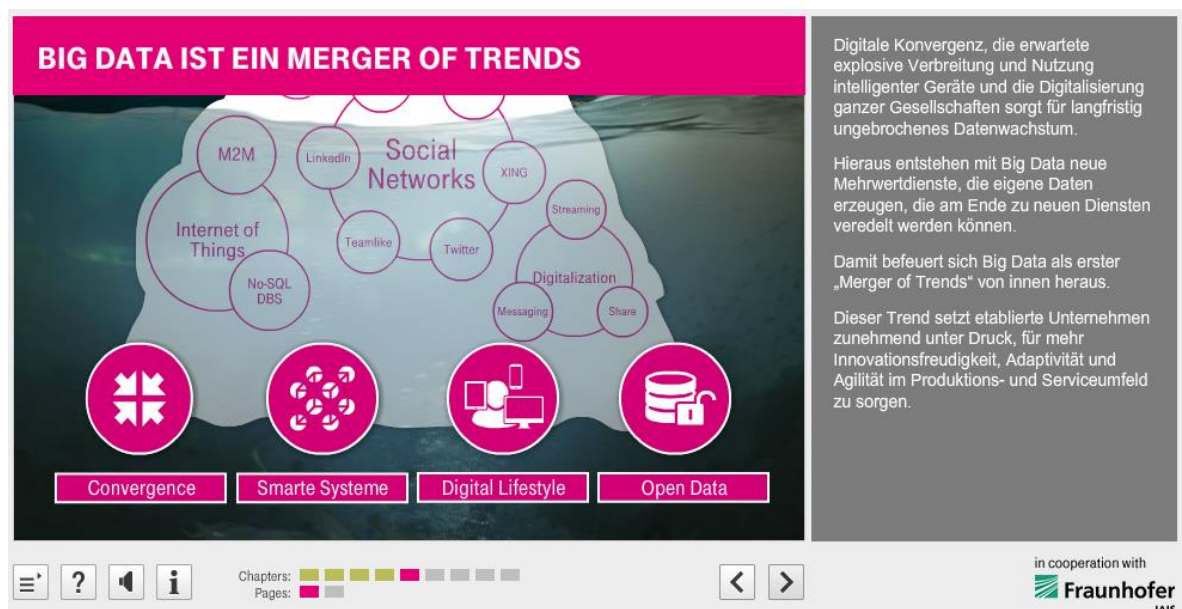 BIG DATA IST EIN MERGER OF TRENDS
M2M
LinkedIn
Social
Networks
XING
Internet of
Things
Teamlike
Twitter
Streaming
No-SQL
DBS
Digitalization
Messaging
Share
Convergence
Smarte Systeme
Digital Lifestyle
Open Data
Digitale Konvergenz, die erwartete
explosive Verbreitung und Nutzung
intelligenter Geräte und die Digitalisierung
ganzer Gesellschaften sorgt für langfristig
ungebrochenes Datenwachstum.
Hieraus entstehen mit Big Data neue
Mehrwertdienste, die eigene Daten
erzeugen, die am Ende zu neuen Diensten
veredelt werden können.
Damit befeuert sich Big Data als erster
„Merger of Trends“ von innen heraus.
Dieser Trend setzt etablierte Unternehmen
zunehmend unter Druck, für mehr
Innovationsfreudigkeit, Adaptivität und
Agilität im Produktions- und Serviceumfeld
zu sorgen.
?
i
Chapters:
Pages:
< >
in cooperation with
Fraunhofer
IAIS